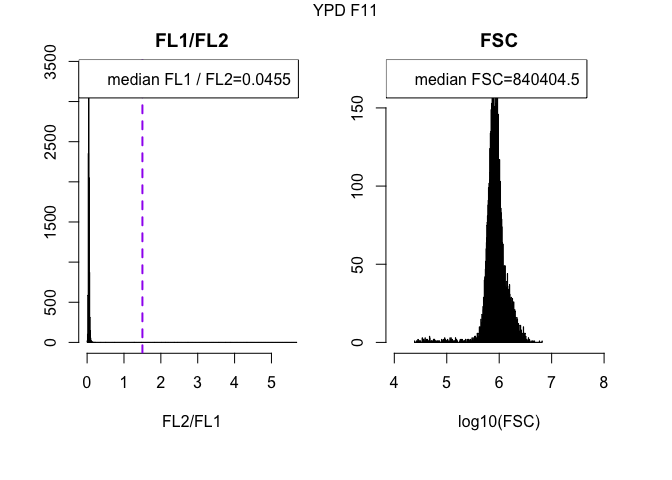 YPD F11
FL1/FL2
median FL1 / FL2=0.0455
3500
2500
1500
500
0
0 1 2 3 4 5
FL2/FL1
FSC
median FSC=840404.5
150
100
50
0
4 5 6 7 8
log10(FSC)